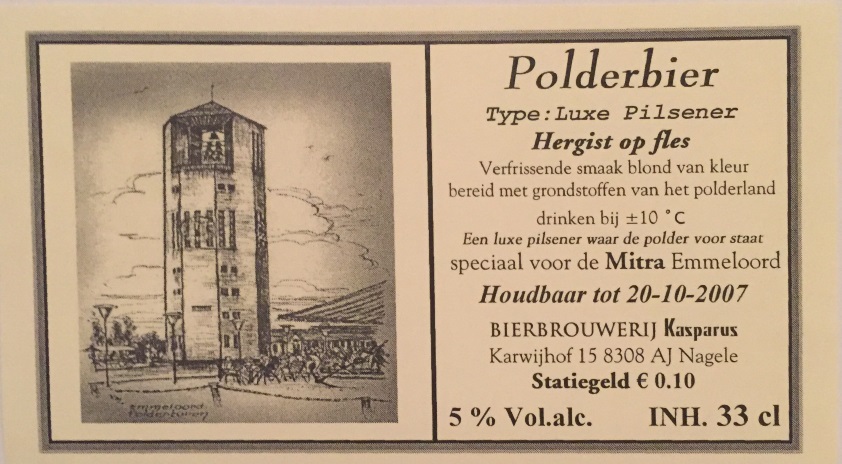 Polderbier
Type: Luxe Pilsener
Hergist op fles
Verfrissende smaak blond van kleur
bereid met grondstoffen van het polderland
drinken bij ±10 °C
Een luxe pilsener waar de polder voor staat
speciaal voor de Mitra Emmeloord
Houdbaar tot 20-10-2007
BIERBROUWERIJ Kasparus
Karwijhof 15 8308 AJ Nagele
Statiegeld € 0.10
5 % Vol.alc. INH. 33 cl
Emmeloord
Poldertoren